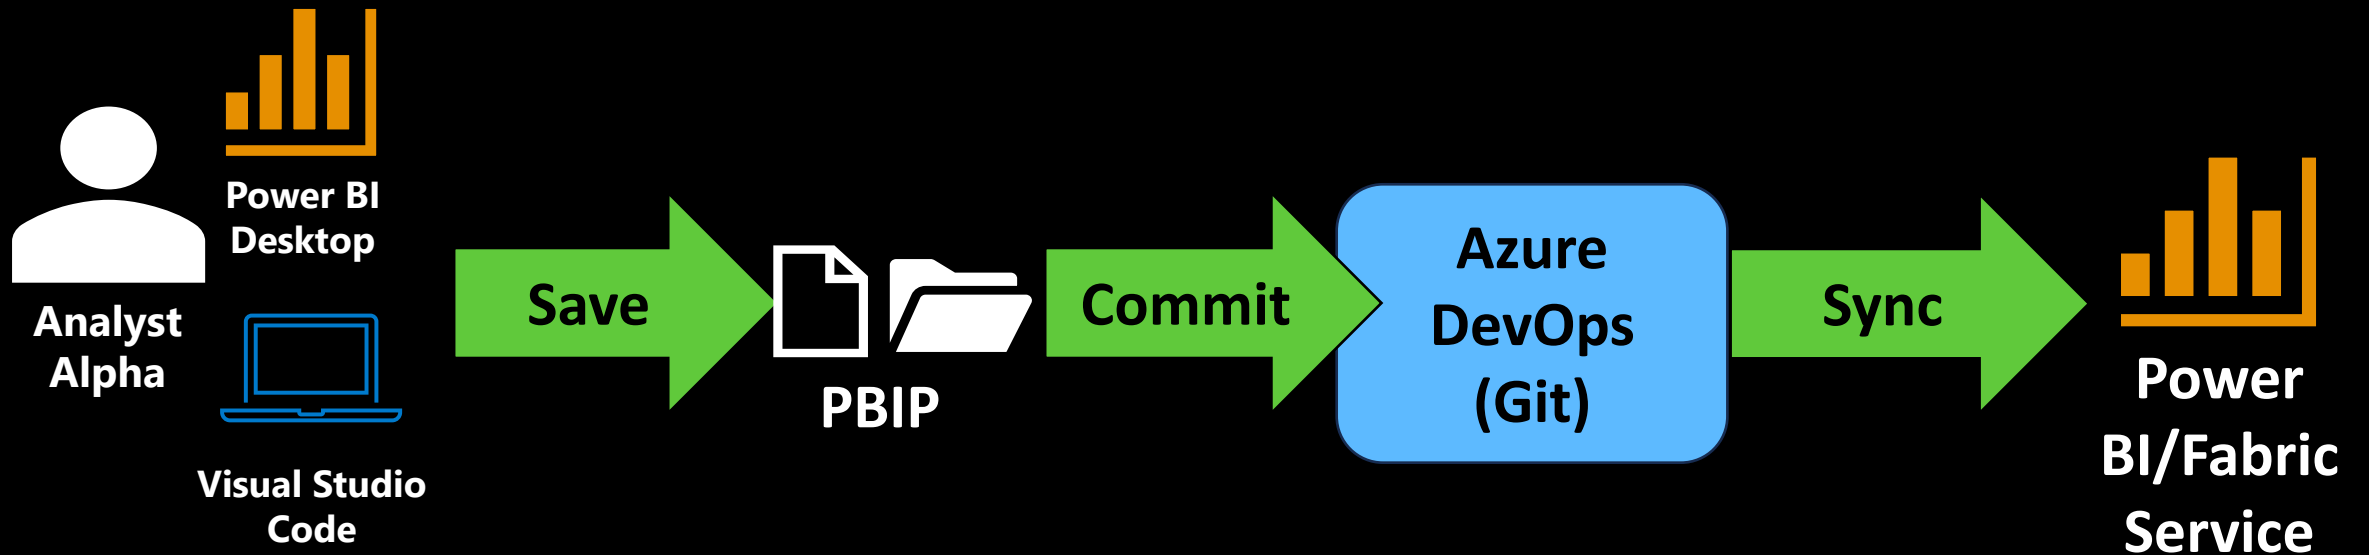 Power BI
Desktop
Analyst
Alpha
Visual Studio
Code
Save
PBIP
Commit
Azure
DevOps
(Git)
Sync
Power
BI/Fabric
Service